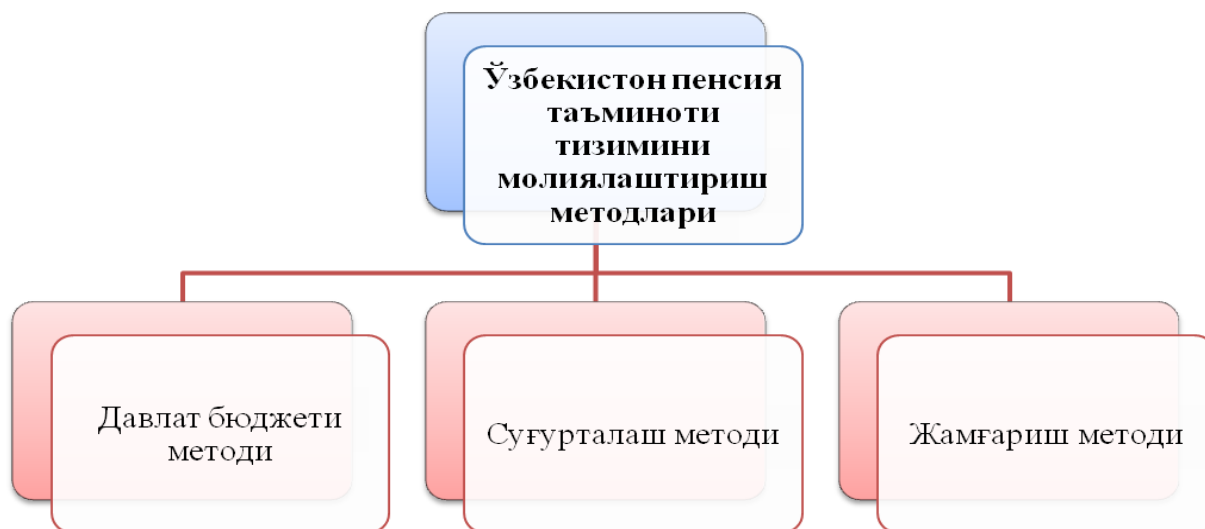 Ўзбекистон пенсия
таъминоти
тизимини
молиялаштириш
методлари
Давлат бюджети
методи
Суғурталаш методи
Жамғариш методи